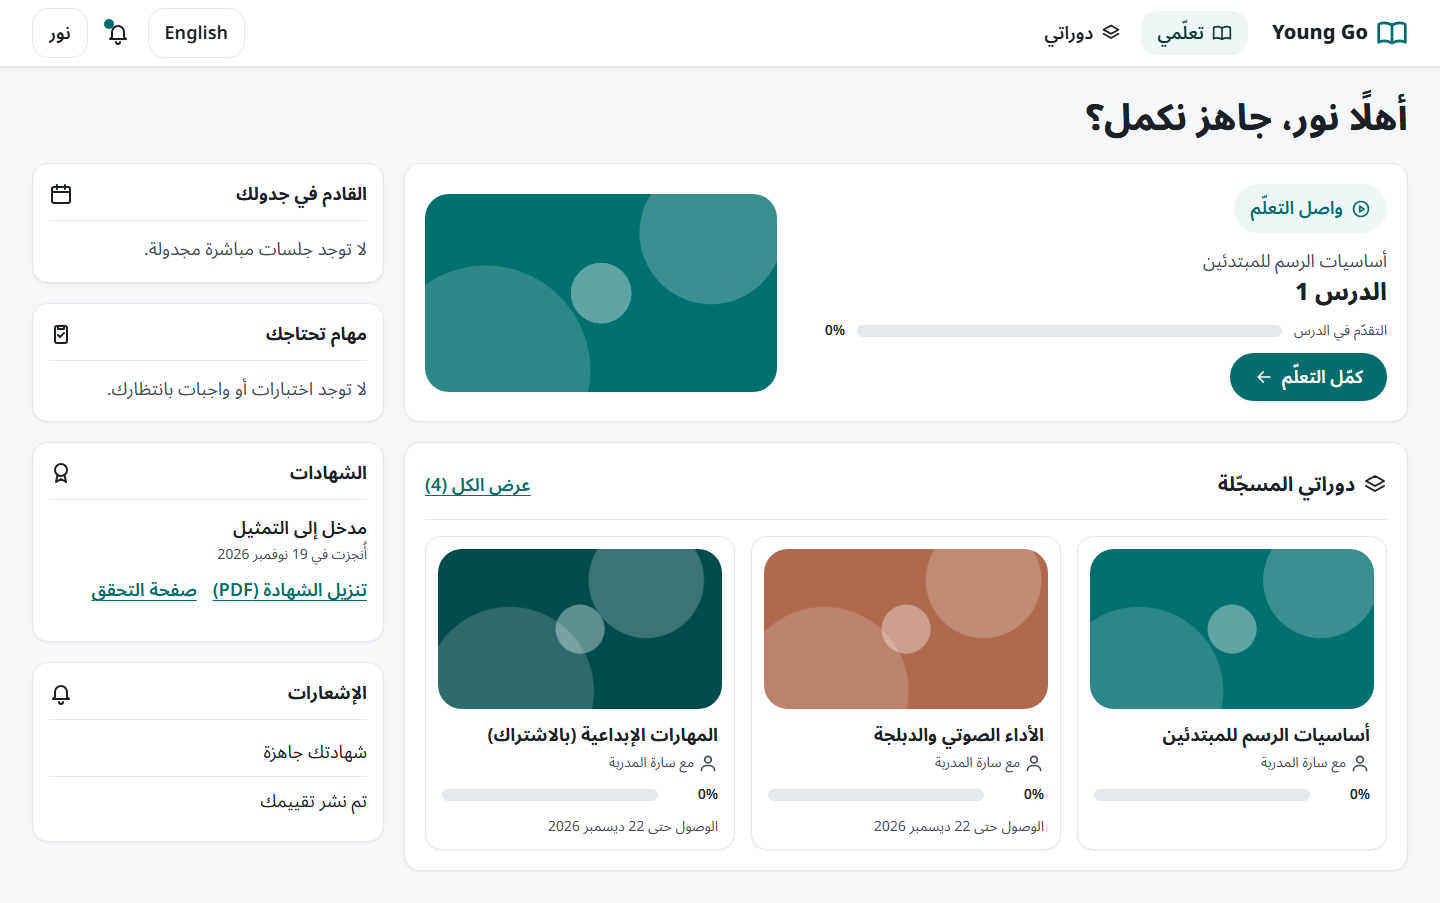 Young Go
تعلّمي
دوراتي
English
نور
أهلًا نور، جاهز نكمل؟
واصل التعلّم
أساسيات الرسم للمبتدئين
الدرس 1
التقدّم في الدرس
0%
كمّل التعلّم
دوراتي المسجّلة
عرض الكل (4)
أساسيات الرسم للمبتدئين
مع سارة المدربة
0%
الأداء الصوتي والدبلجة
مع سارة المدربة
0%
الوصول حتى 22 ديسمبر 2026
المهارات الإبداعية (بالاشتراك)
مع سارة المدربة
0%
الوصول حتى 22 ديسمبر 2026
القادم في جدولك
لا توجد جلسات مباشرة مجدولة.
مهام تحتاجك
لا توجد اختبارات أو واجبات بانتظارك.
الشهادات
مدخل إلى التمثيل
أُنجزت في 19 نوفمبر 2026
تنزيل الشهادة (PDF)
صفحة التحقق
الإشعارات
شهادتك جاهزة
تم نشر تقييمك